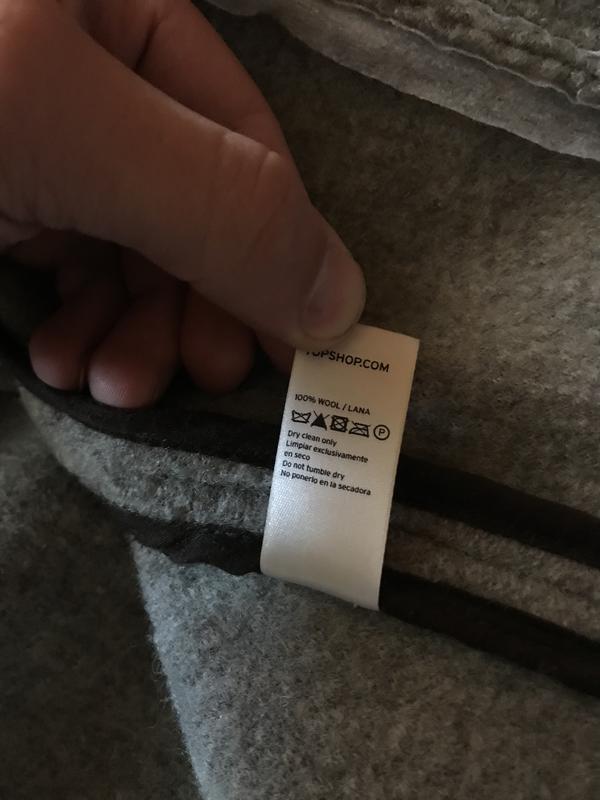 TOPSHOP.COM
100% WOOL / LANA
P
Dry clean only
Limpiar exclusivamente
en seco
Do not tumble dry
No ponerlo en la secadora